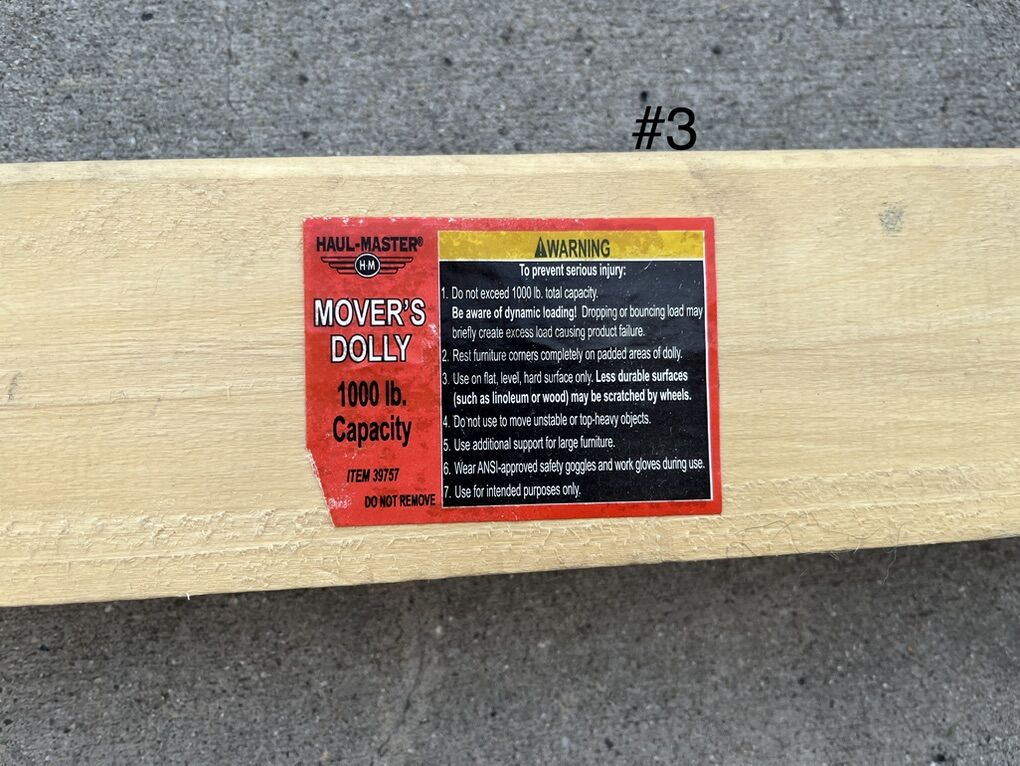 #3
HAUL-MASTER®
H-M
MOVER'S
DOLLY
1000 lb.
Capacity
ITEM 39757
DO NOT REMOVE
WARNING
To prevent serious injury:
1. Do not exceed 1000 lb. total capacity.
Be aware of dynamic loading! Dropping or bouncing load may
briefly create excess load causing product failure.
2. Rest furniture corners completely on padded areas of dolly.
3. Use on flat, level, hard surface only. Less durable surfaces
(such as linoleum or wood) may be scratched by wheels.
4. Do not use to move unstable or top-heavy objects.
5. Use additional support for large furniture.
6. Wear ANSI-approved safety goggles and work gloves during use.
7. Use for intended purposes only.